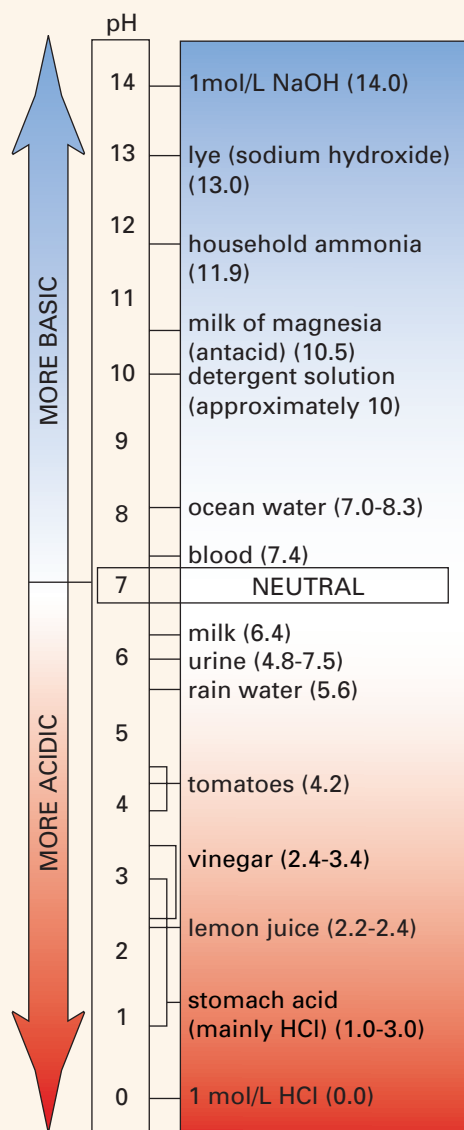 pH
14
1mol/L NaOH (14.0)
13
lye (sodium hydroxide)
(13.0)
12
household ammonia
(11.9)
11
milk of magnesia
(antacid) (10.5)
10
detergent solution
(approximately 10)
9
8
ocean water (7.0-8.3)
blood (7.4)
7
NEUTRAL
milk (6.4)
6
urine (4.8-7.5)
rain water (5.6)
5
tomatoes (4.2)
4
vinegar (2.4-3.4)
3
lemon juice (2.2-2.4)
2
stomach acid
(mainly HCl) (1.0-3.0)
1
0
1 mol/L HCl (0.0)
MORE BASIC
MORE ACIDIC